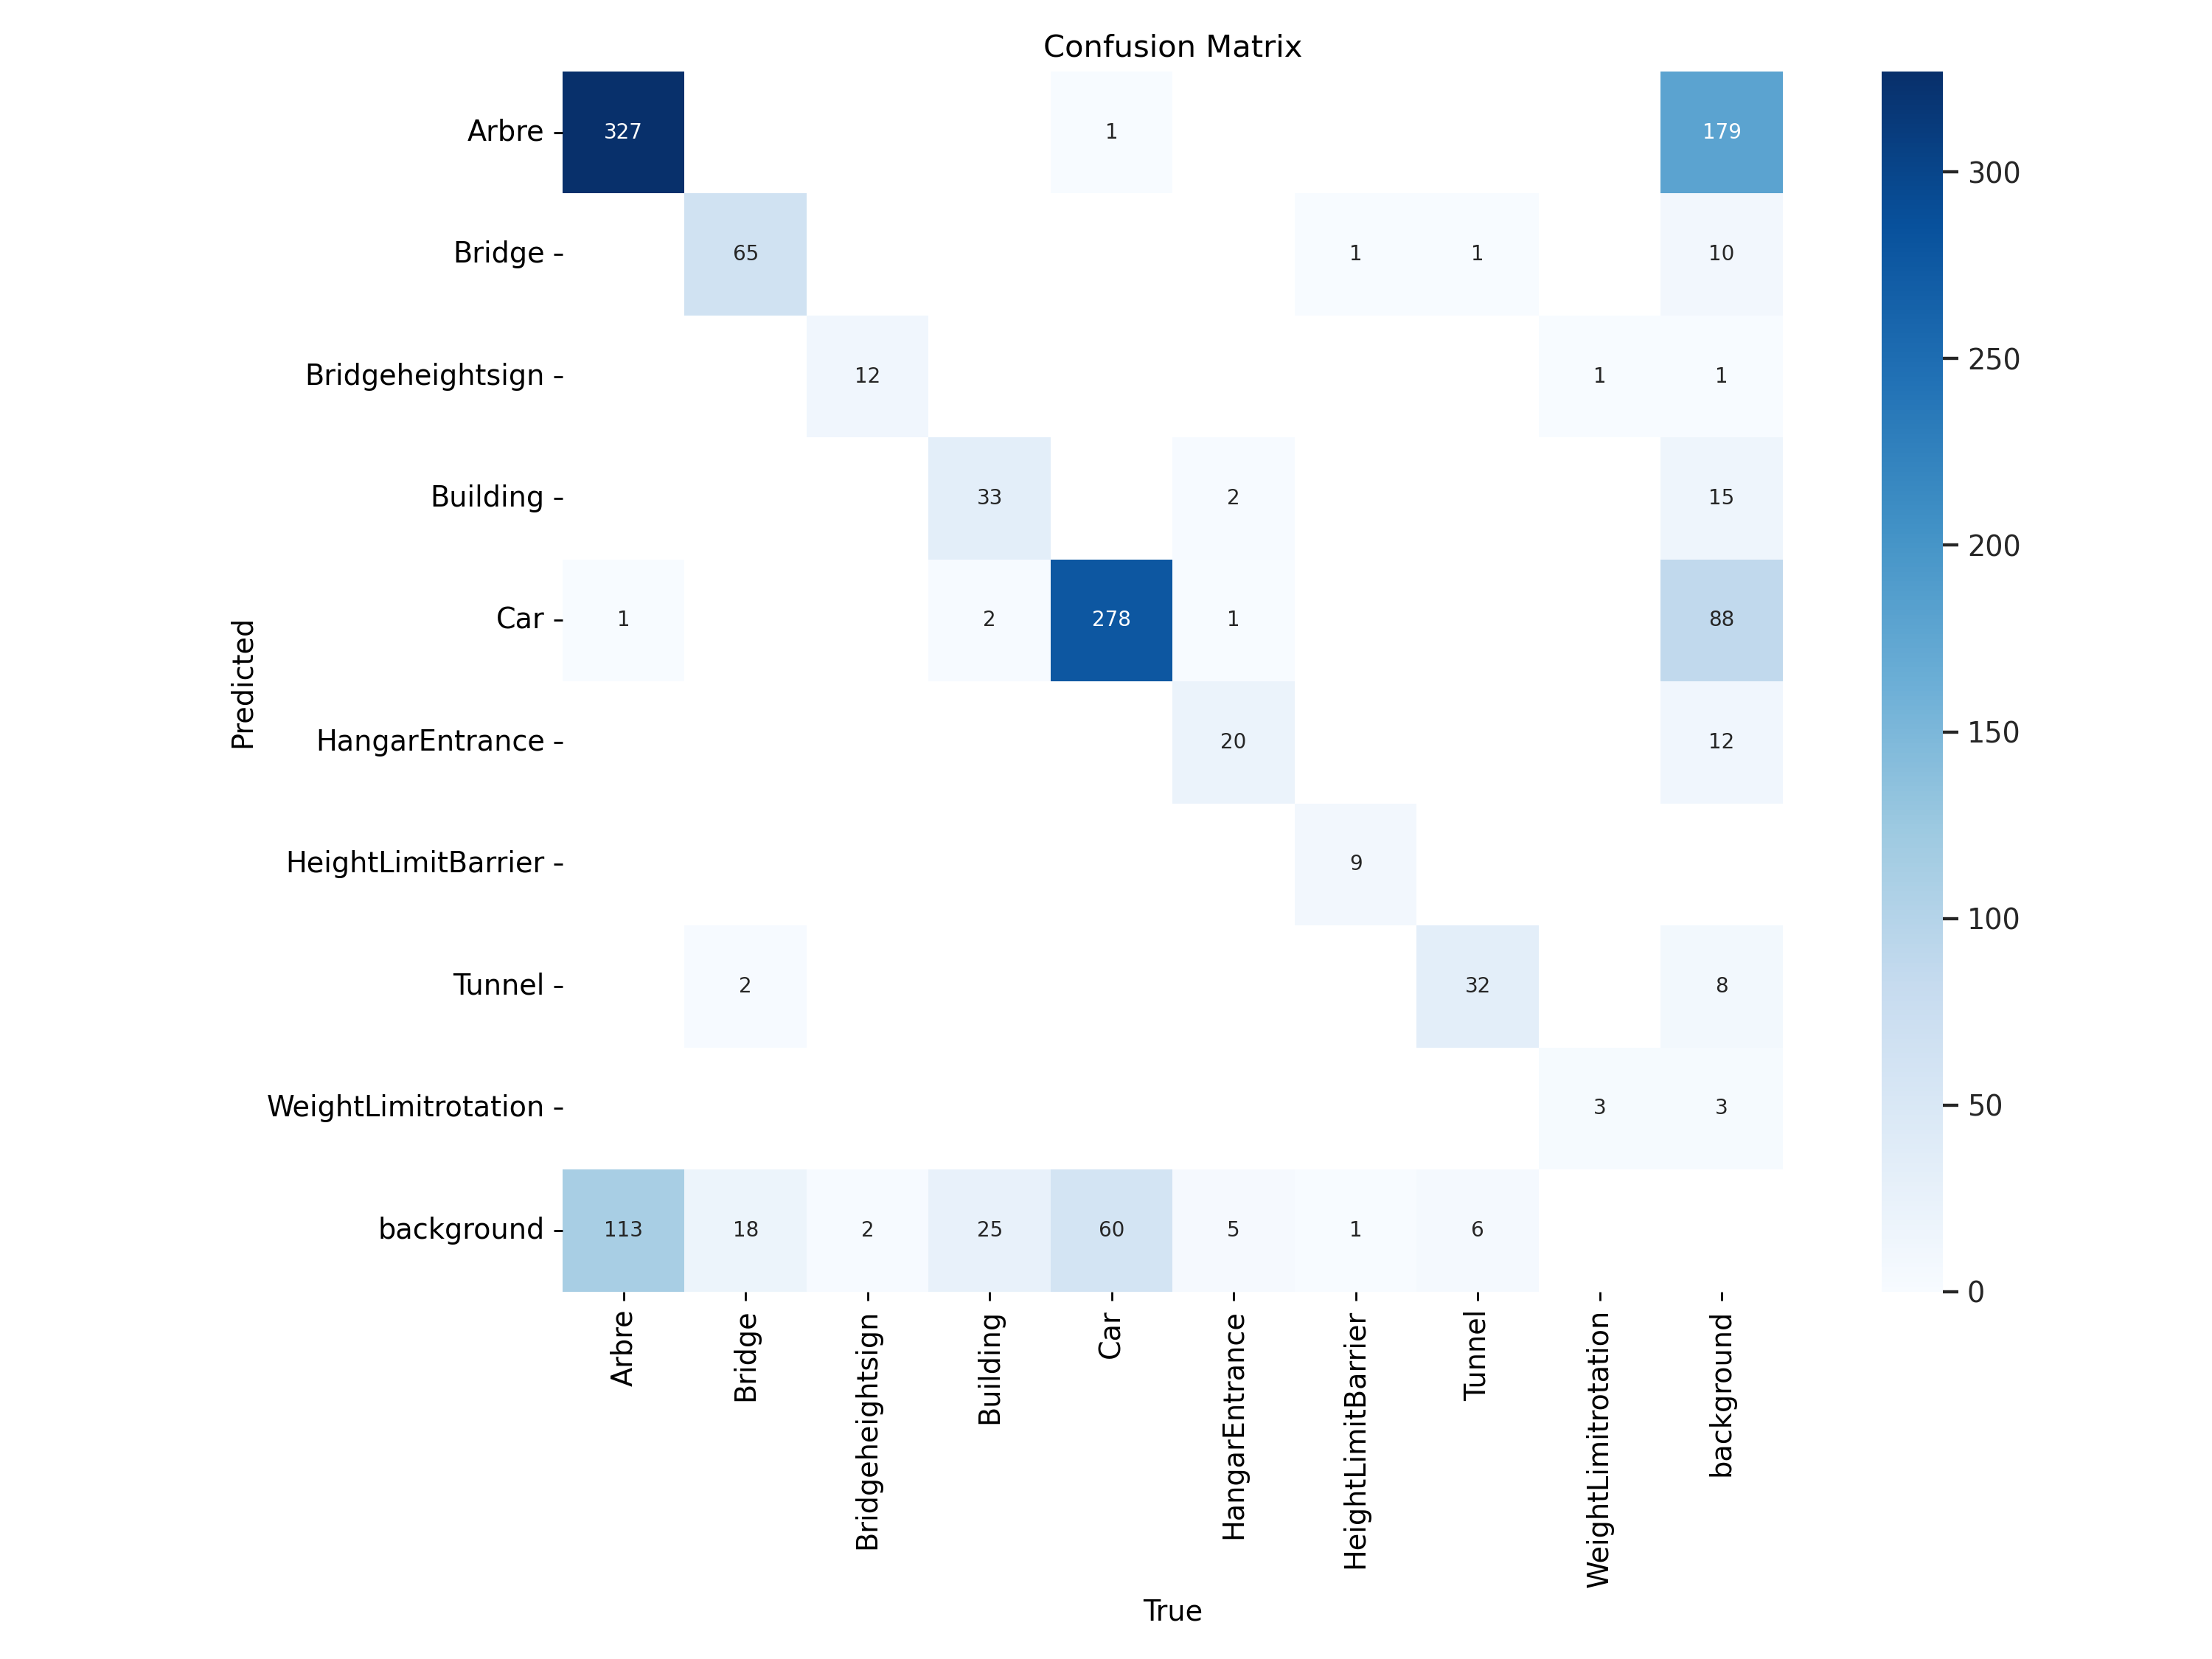 Confusion Matrix
Arbre 327 1 179
Bridge 65 1 1 10
Bridgeheightsign 12 1 1
Building 33 2 15
Car 1 2 278 1 88
HangarEntrance 20 12
HeightLimitBarrier 9
Tunnel 2 32 8
WeightLimitrotation 3 3
background 113 18 2 25 60 5 1 6
Predicted
Arbre Bridge Bridgeheightsign Building Car HangarEntrance HeightLimitBarrier Tunnel WeightLimitrotation background
True
300
250
200
150
100
50
0